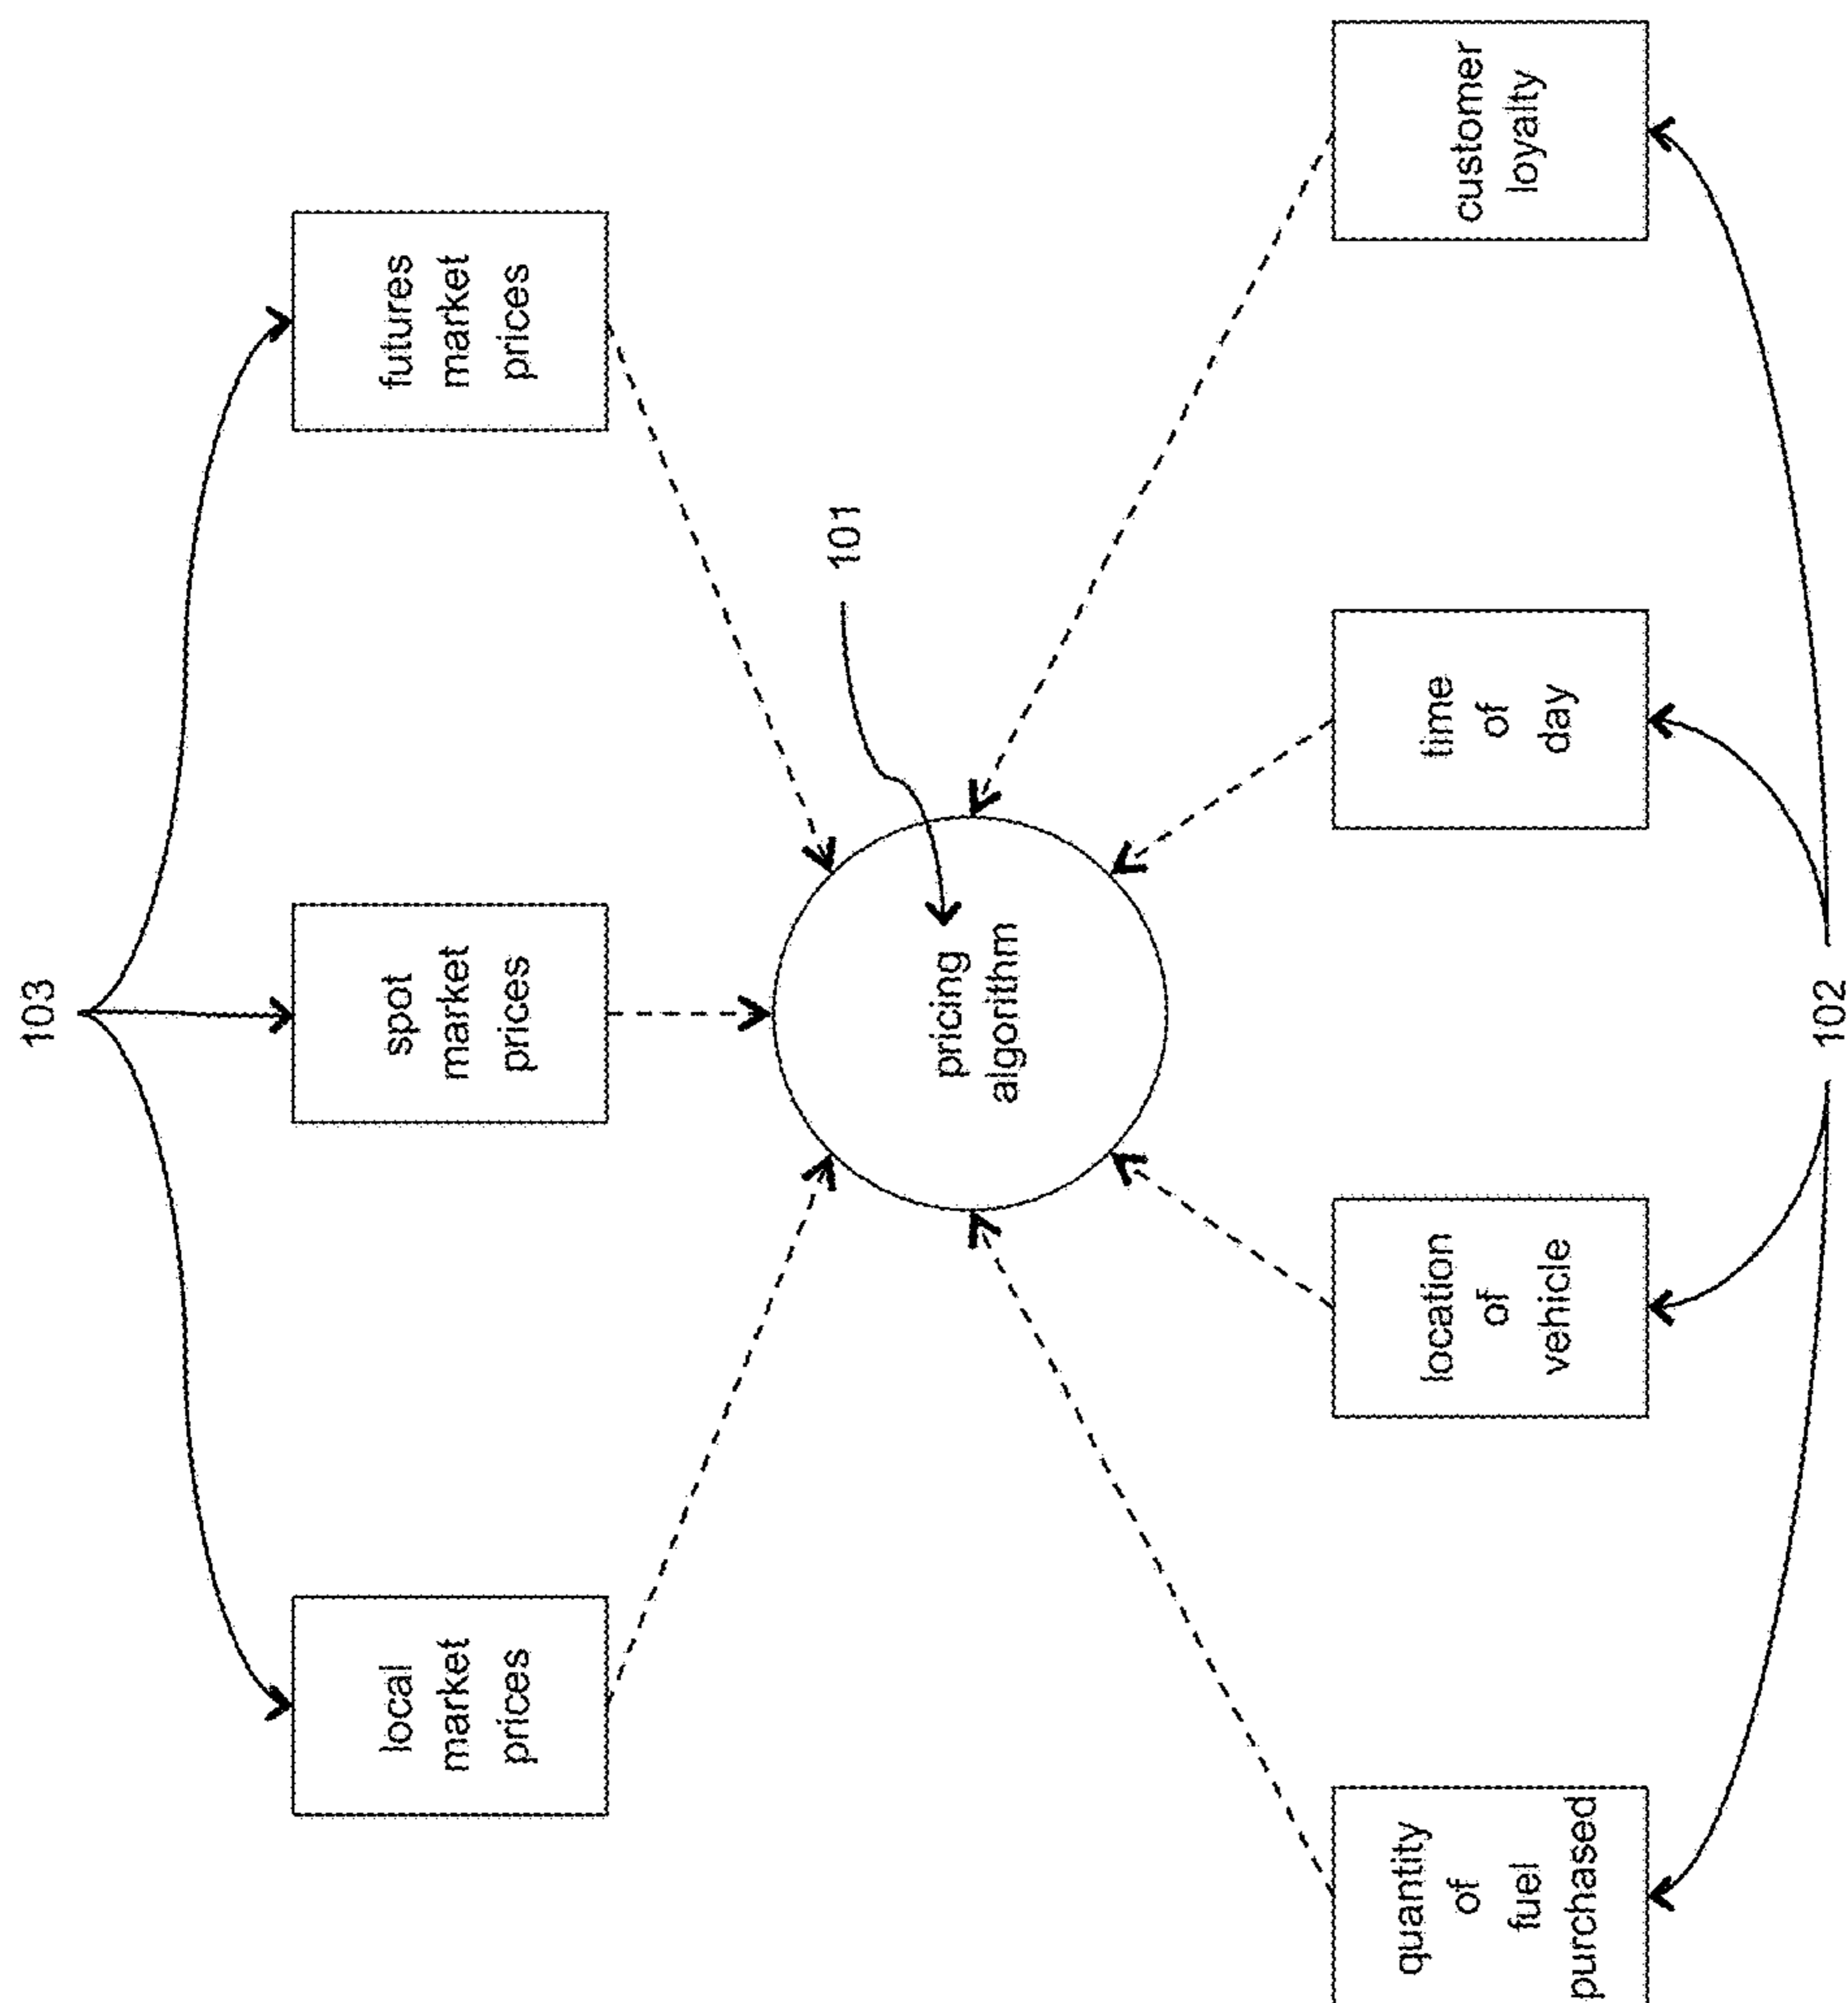 103
local
market
prices
spot
market
prices
futures
market
prices
101
pricing
algorithm
quantity
of
fuel
purchased
location
of
vehicle
time
of
day
customer
loyalty
102